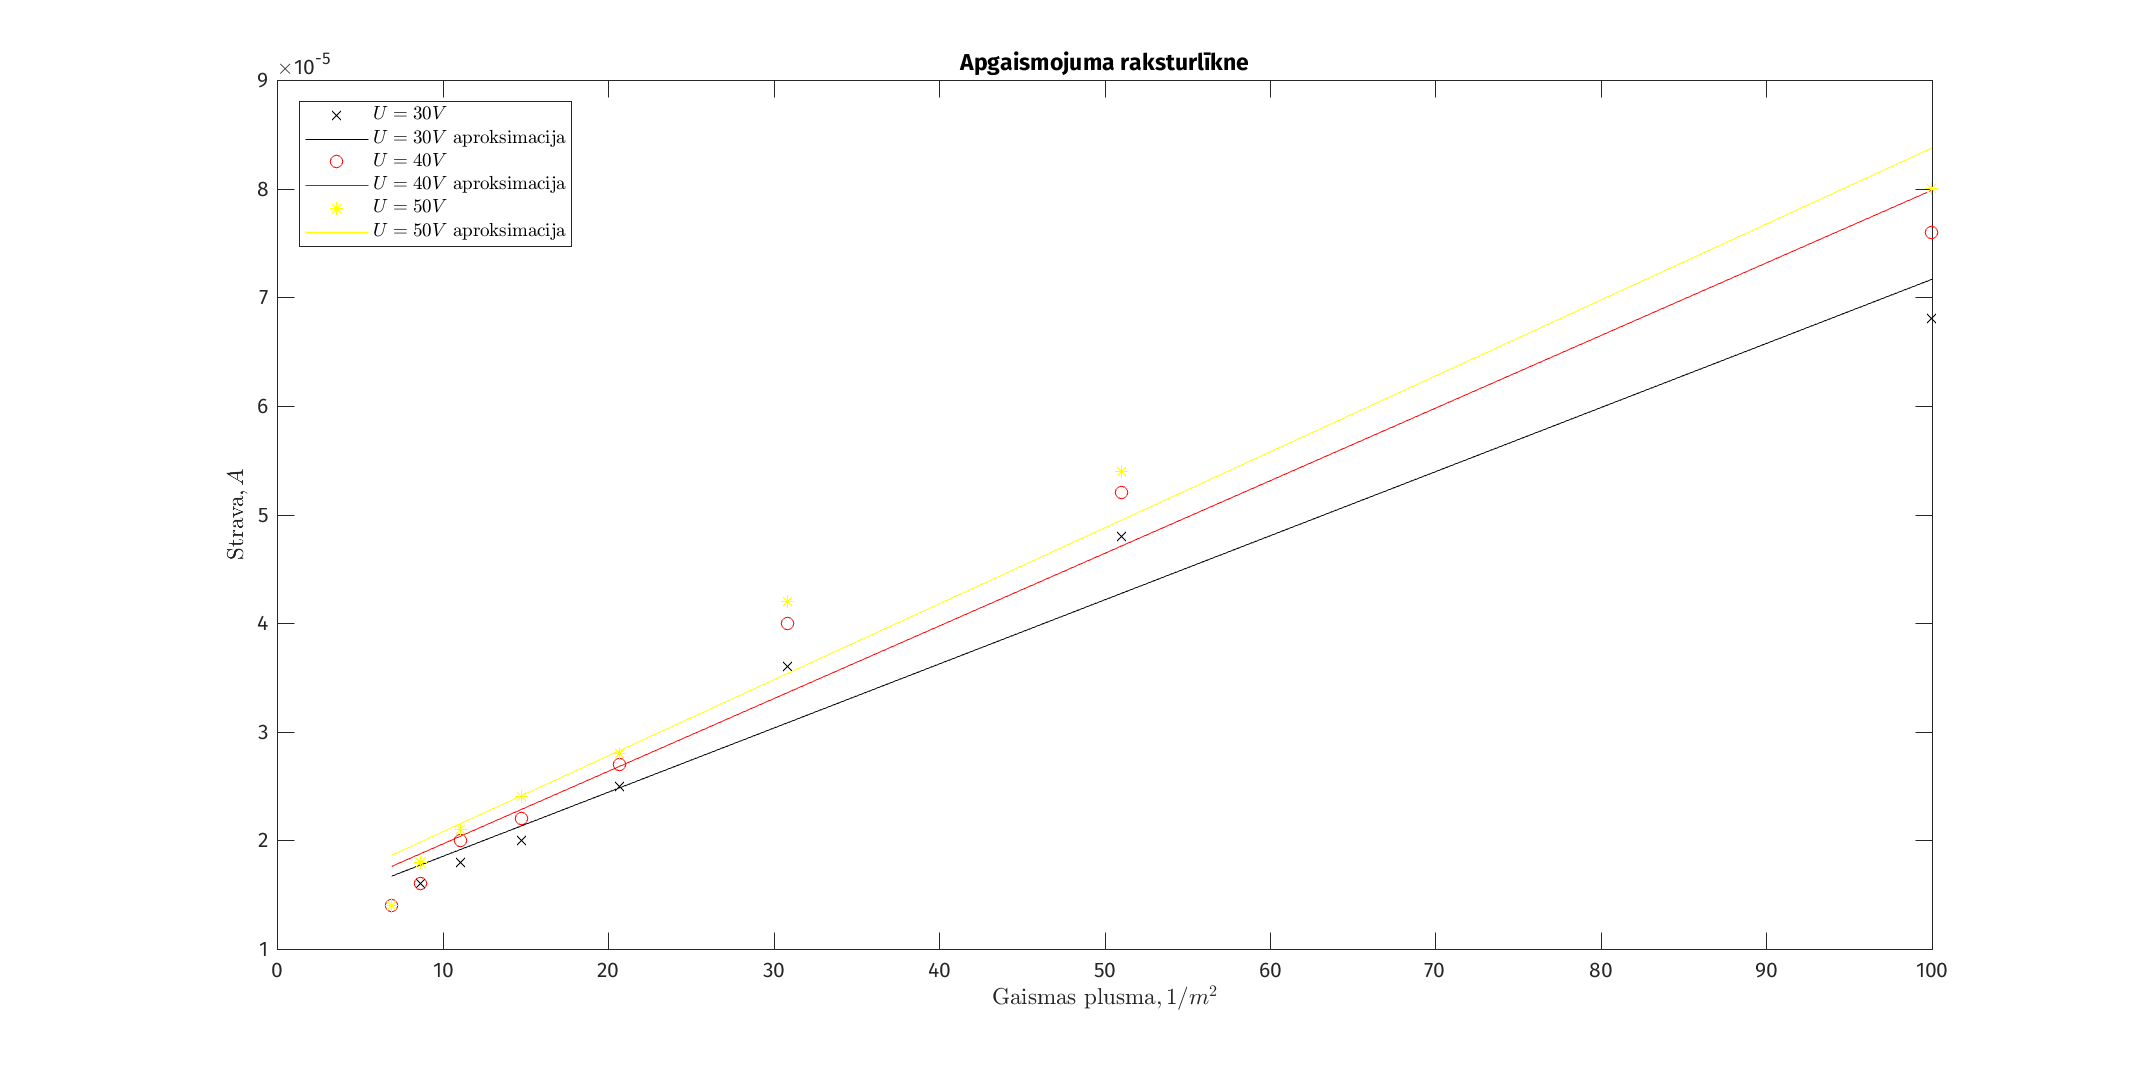 Apgaismojuma raksturlīkne
×10-5
U = 30V
U = 30V aproksimacija
U = 40V
U = 40V aproksimacija
U = 50V
U = 50V aproksimacija
9
8
7
6
5
4
3
2
1
Strava, A
0 10 20 30 40 50 60 70 80 90 100
Gaismas plusma, 1/m²